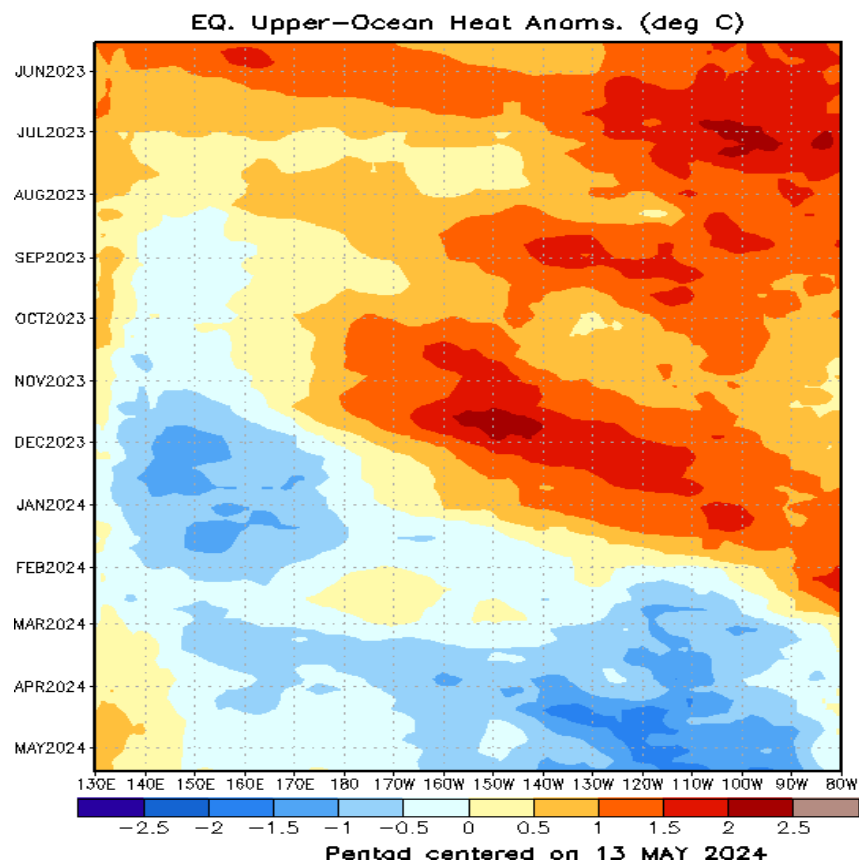 EQ. Upper-Ocean Heat Anoms. (deg C)
JUN2023
JUL2023
AUG2023
SEP2023
OCT2023
NOV2023
DEC2023
JAN2024
FEB2024
MAR2024
APR2024
MAY2024
130E 140E 150E 160E 170E 180 170W 160W 150W 140W 130W 120W 110W 100W 90W 80W
-2.5 -2 -1.5 -1 -0.5 0 0.5 1 1.5 2 2.5
Pentad centered on 13 MAY 2024